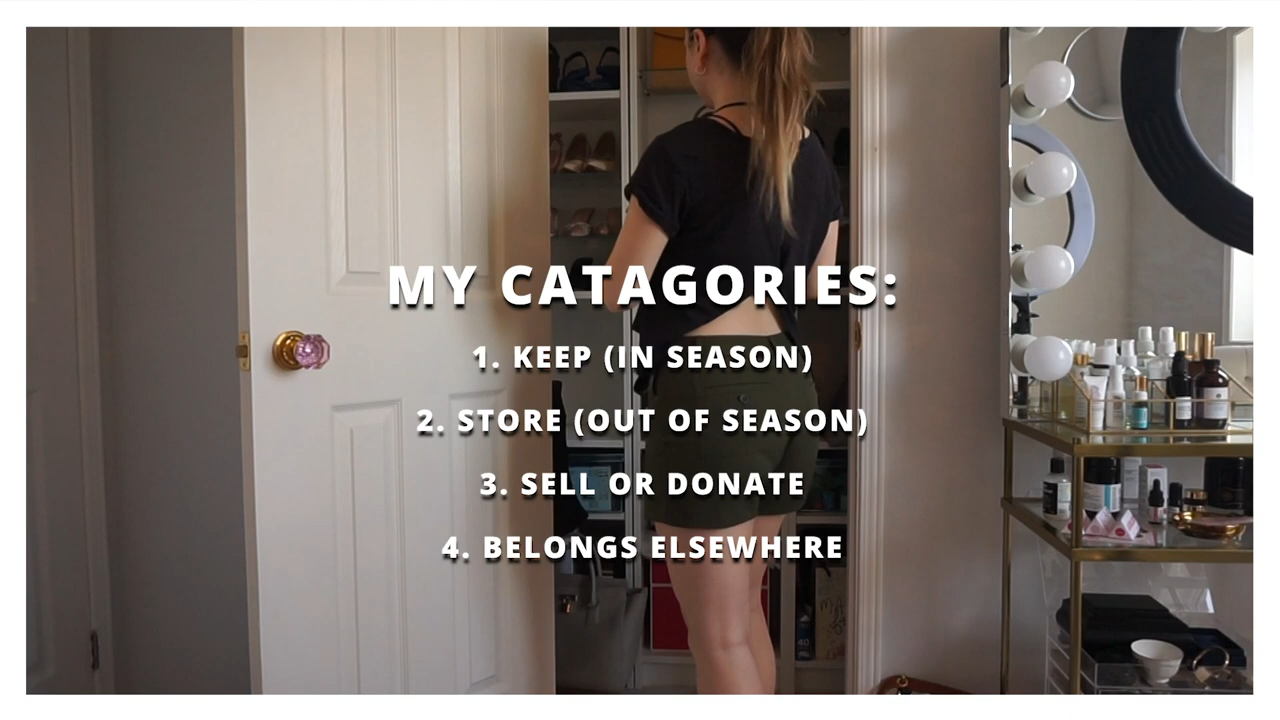 MY CATAGORIES:
1. KEEP (IN SEASON)
2. STORE (OUT OF SEASON)
3. SELL OR DONATE
4. BELONGS ELSEWHERE